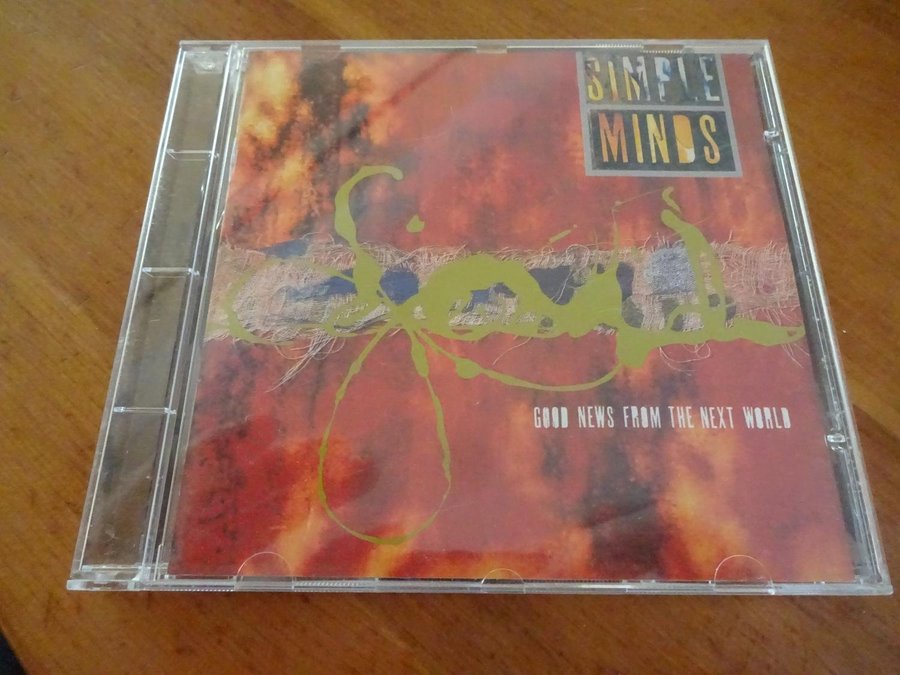 SIMPLE
MINDS
GOOD NEWS FROM THE NEXT WORLD